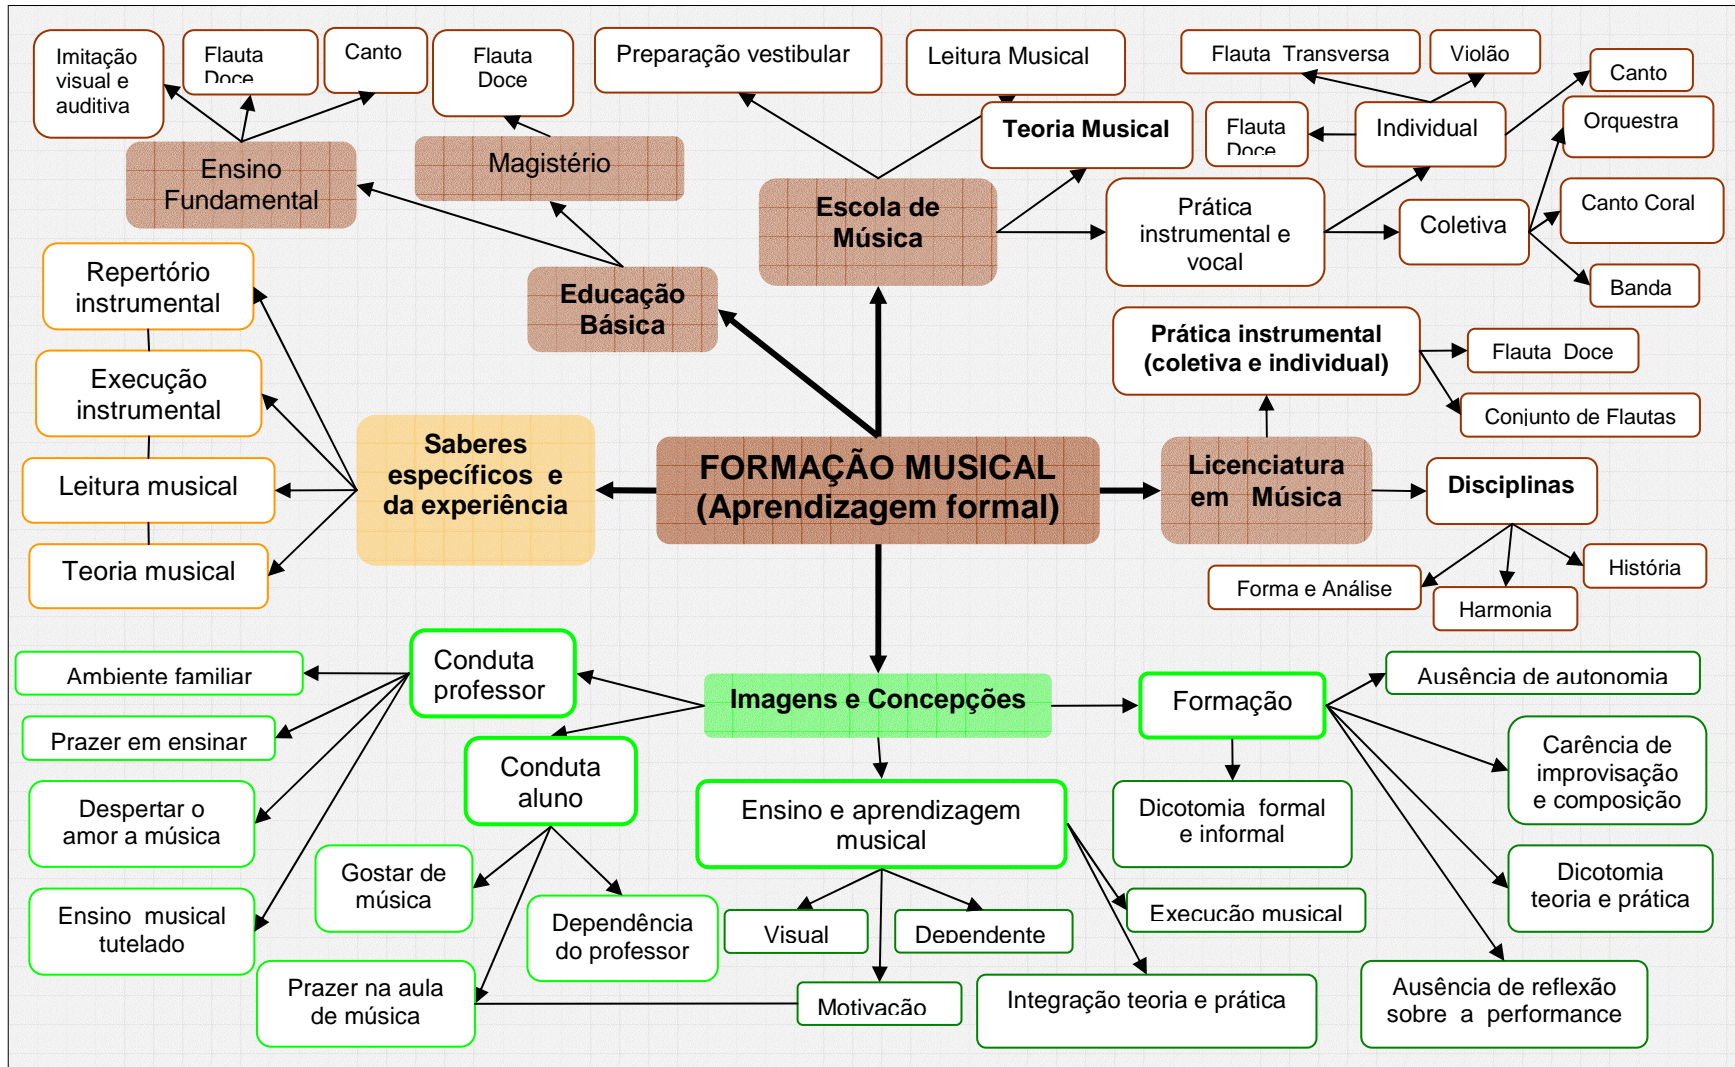 Imitação
visual e
auditiva
Flauta
Doce
Canto
Flauta
Doce
Preparação vestibular
Leitura Musical
Flauta Transversa
Violão
Canto
Teoria Musical
Flauta
Doce
Individual
Orquestra
Ensino
Fundamental
Magistério
Escola de
Música
Prática
instrumental e
vocal
Coletiva
Canto Coral
Banda
Repertório
instrumental
Educação
Básica
Prática instrumental
(coletiva e individual)
Flauta Doce
Execução
instrumental
Conjunto de Flautas
Saberes
específicos e
da experiência
FORMAÇÃO MUSICAL
(Aprendizagem formal)
Licenciatura
em Música
Disciplinas
Leitura musical
Teoria musical
Forma e Análise
Harmonia
História
Ambiente familiar
Conduta
professor
Imagens e Concepções
Formação
Ausência de autonomia
Prazer em ensinar
Conduta
aluno
Carência de
improvisação
e composição
Despertar o
amor a música
Ensino e aprendizagem
musical
Dicotomia formal
e informal
Gostar de
música
Dicotomia
teoria e prática
Ensino musical
tutelado
Dependência
do professor
Visual
Dependente
Execução musical
Prazer na aula
de música
Motivação
Integração teoria e prática
Ausência de reflexão
sobre a performance